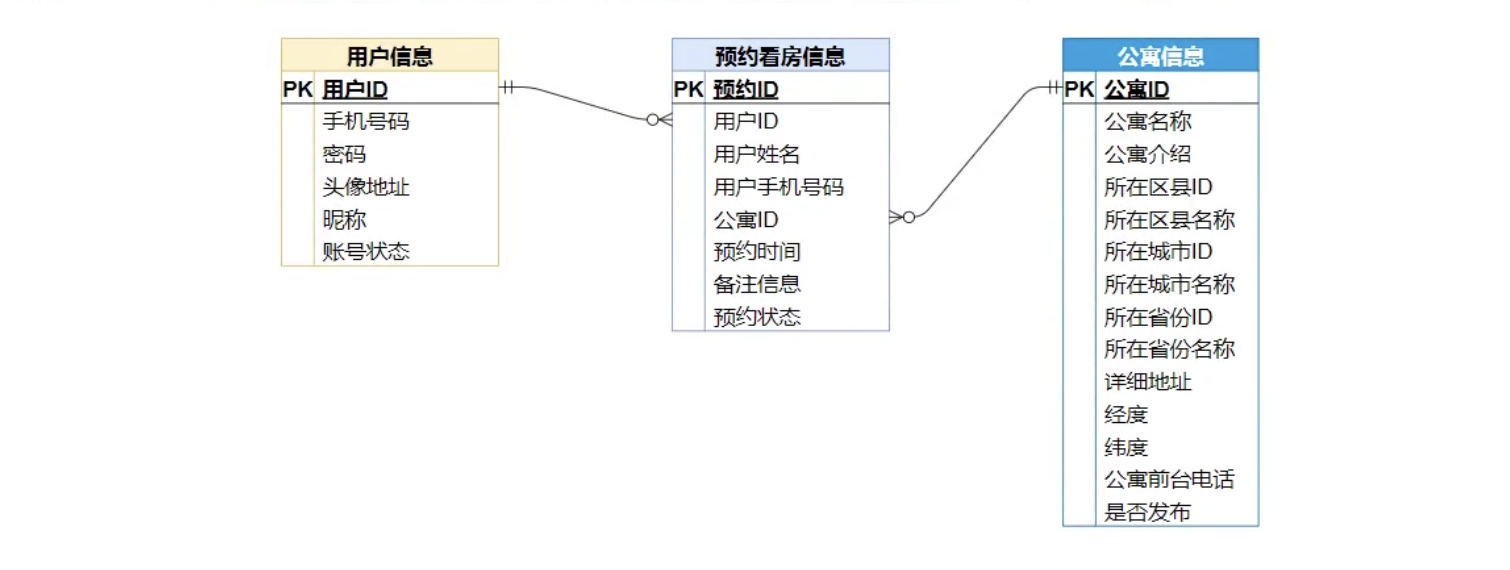 用户信息
PK 用户ID
手机号码
密码
头像地址
昵称
账号状态
预约看房信息
PK 预约ID
用户ID
用户姓名
用户手机号码
公寓ID
预约时间
备注信息
预约状态
公寓信息
PK 公寓ID
公寓名称
公寓介绍
所在区县ID
所在区县名称
所在城市ID
所在城市名称
所在省份ID
所在省份名称
详细地址
经度
纬度
公寓前台电话
是否发布